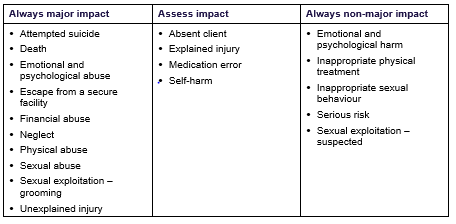 Always major impact
Attempted suicide
Death
Emotional and
psychological abuse
Escape from a secure
facility
Financial abuse
Neglect
Physical abuse
Sexual abuse
Sexual exploitation –
grooming
Unexplained injury
Assess impact
Absent client
Explained injury
Medication error
Self-harm
Always non-major impact
Emotional and
psychological harm
Inappropriate physical
treatment
Inappropriate sexual
behaviour
Serious risk
Sexual exploitation –
suspected